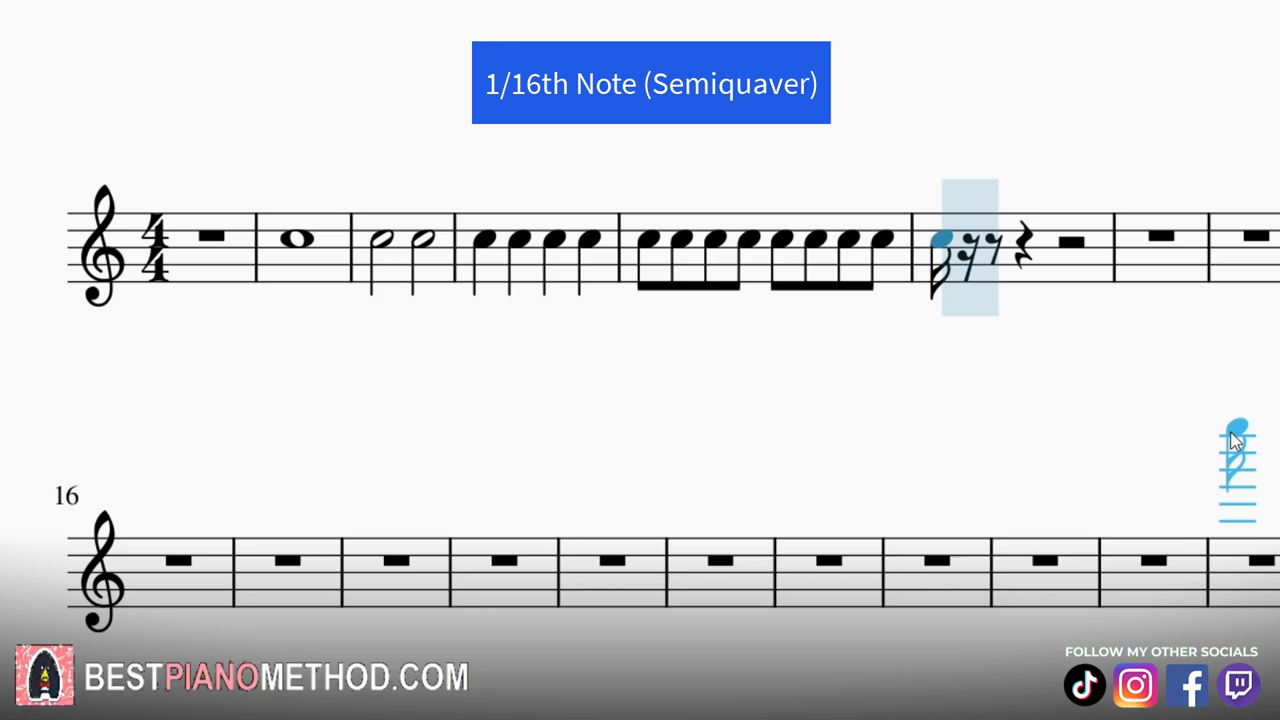 1/16th Note (Semiquaver)
4
4
16
BESTPIANOMETHOD.COM
FOLLOW MY OTHER SOCIALS